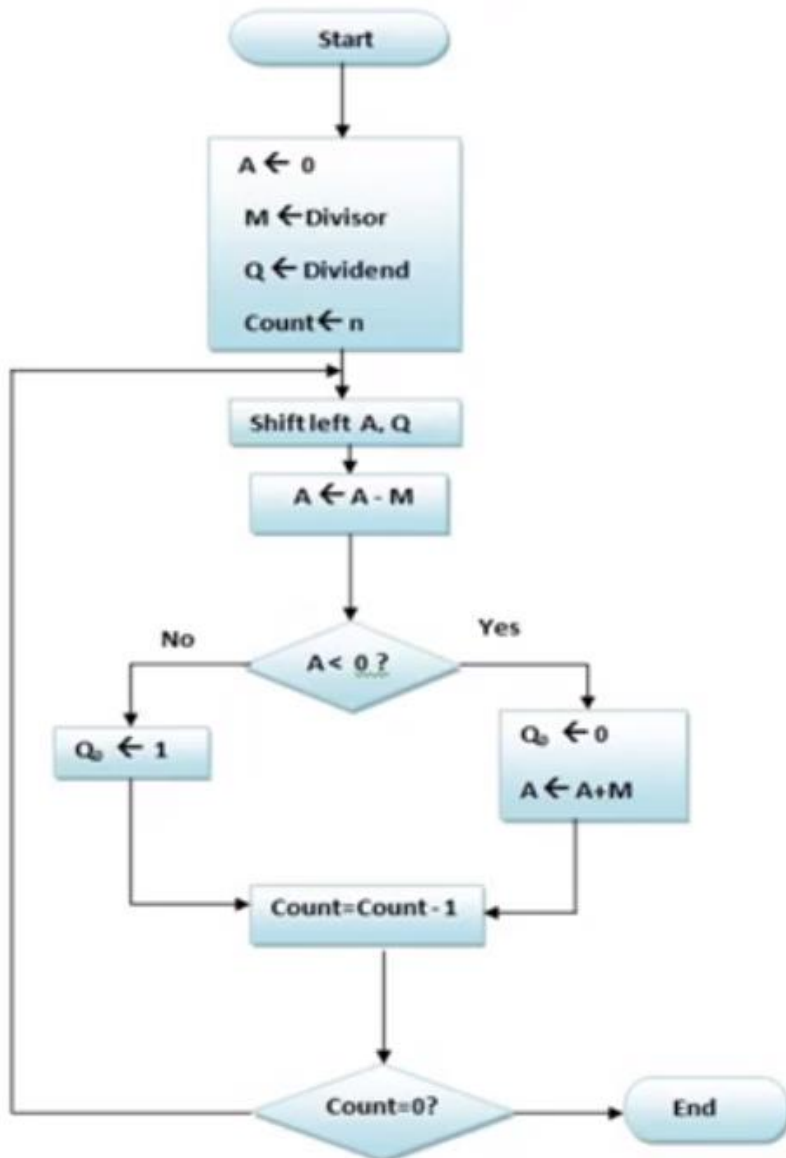 Start
A ← 0
M ←Divisor
Q ← Dividend
Count← n
Shift left A, Q
A ← A - M
No
Yes
A < 0 ?
Q₀ ← 1
Q₀ ← 0
A ← A+M
Count=Count - 1
Count=0?
End